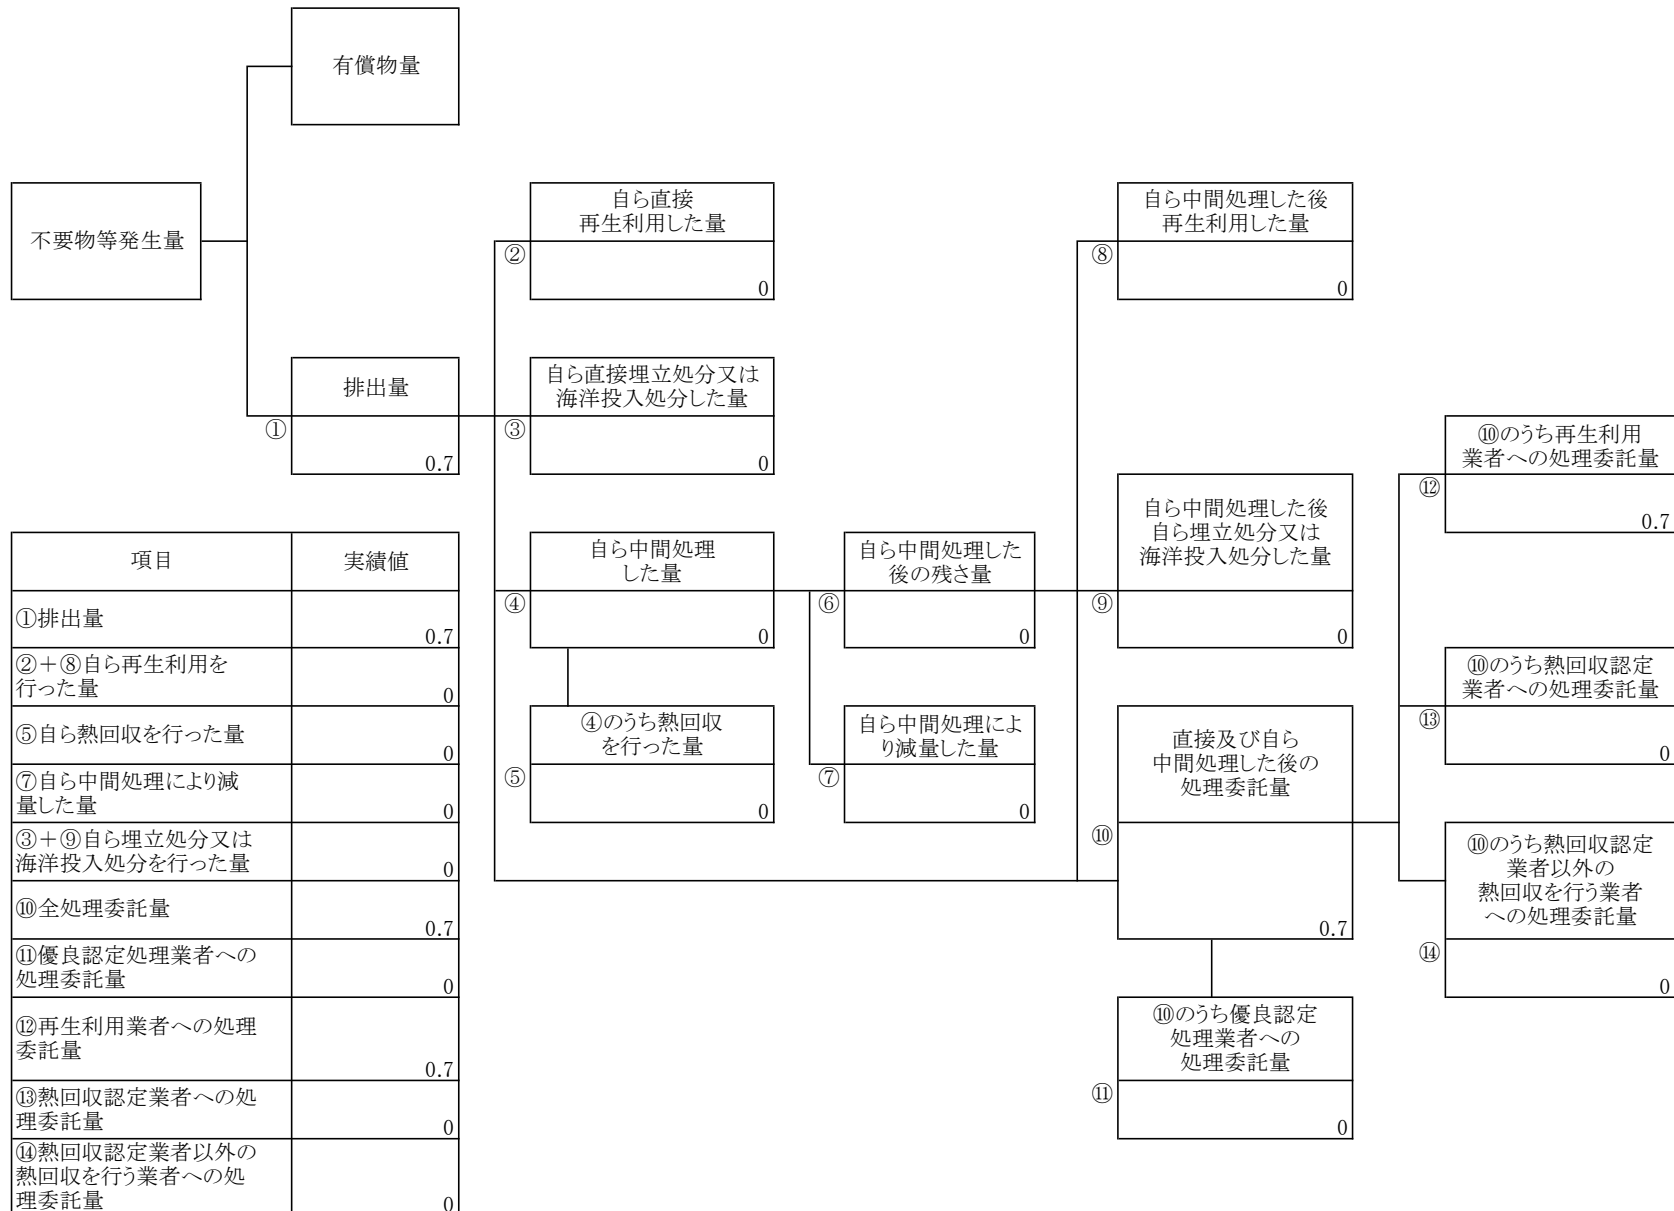 有償物量
不要物等発生量
自ら直接
再生利用した量
②
0
自ら中間処理した後
再生利用した量
⑧
0
排出量
①
0.7
自ら直接埋立処分又は
海洋投入処分した量
③
0
⑩のうち再生利用
業者への処理委託量
⑫
0.7
自ら中間処理
した量
④
0
自ら中間処理した
後の残さ量
⑥
0
自ら中間処理した後
自ら埋立処分又は
海洋投入処分した量
⑨
0
⑩のうち熱回収認定
業者への処理委託量
⑬
0
④のうち熱回収
を行った量
⑤
0
自ら中間処理によ
り減量した量
⑦
0
直接及び自ら
中間処理した後の
処理委託量
⑩
0.7
⑩のうち熱回収認定
業者以外の
熱回収を行う業者
への処理委託量
⑭
0
⑩のうち優良認定
処理業者への
処理委託量
⑪
0
項目 実績値
①排出量
0.7
②+⑧自ら再生利用を
行った量
0
⑤自ら熱回収を行った量
0
⑦自ら中間処理により減
量した量
0
③+⑨自ら埋立処分又は
海洋投入処分を行った量
0
⑩全処理委託量
0.7
⑪優良認定処理業者への
処理委託量
0
⑫再生利用業者への処理
委託量
0.7
⑬熱回収認定業者への処
理委託量
0
⑭熱回収認定業者以外の
熱回収を行う業者への処
理委託量
0